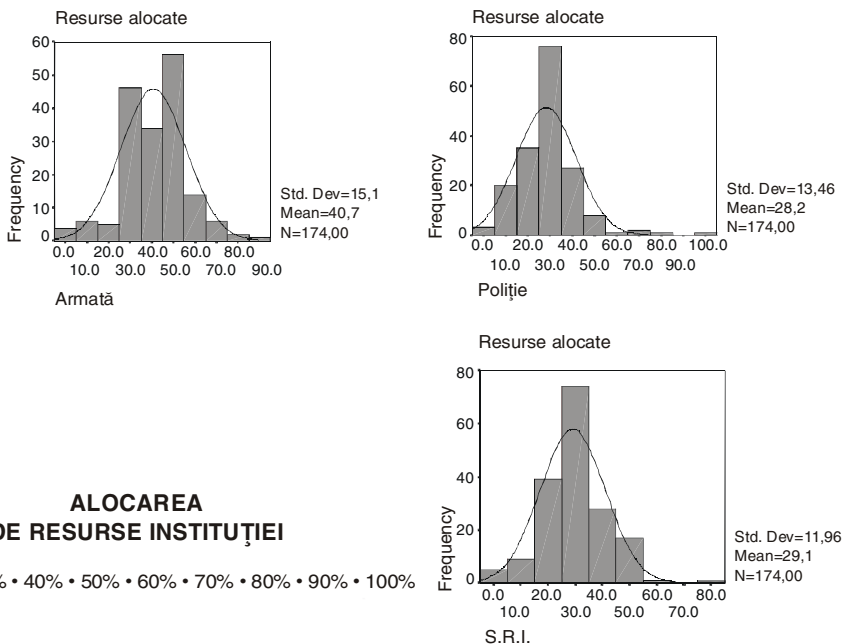 Resurse alocate
60
50
40
30
20
10
0
Frequency
0.0 20.0 40.0 60.0 80.0
10.0 30.0 50.0 70.0 90.0
Std. Dev=15,1
Mean=40,7
N=174,00
Armată
Resurse alocate
80
60
40
20
0
Frequency
0.0 20.0 40.0 60.0 80.0 100.0
10.0 30.0 50.0 70.0 90.0
Std. Dev=13,46
Mean=28,2
N=174,00
Poliţie
Resurse alocate
80
60
40
20
0
Frequency
0.0 20.0 40.0 60.0 80.0
10.0 30.0 50.0 70.0
Std. Dev=11,96
Mean=29,1
N=174,00
S.R.I.
ALOCAREA
DE RESURSE INSTITUŢIEI
% • 40% • 50% • 60% • 70% • 80% • 90% • 100%